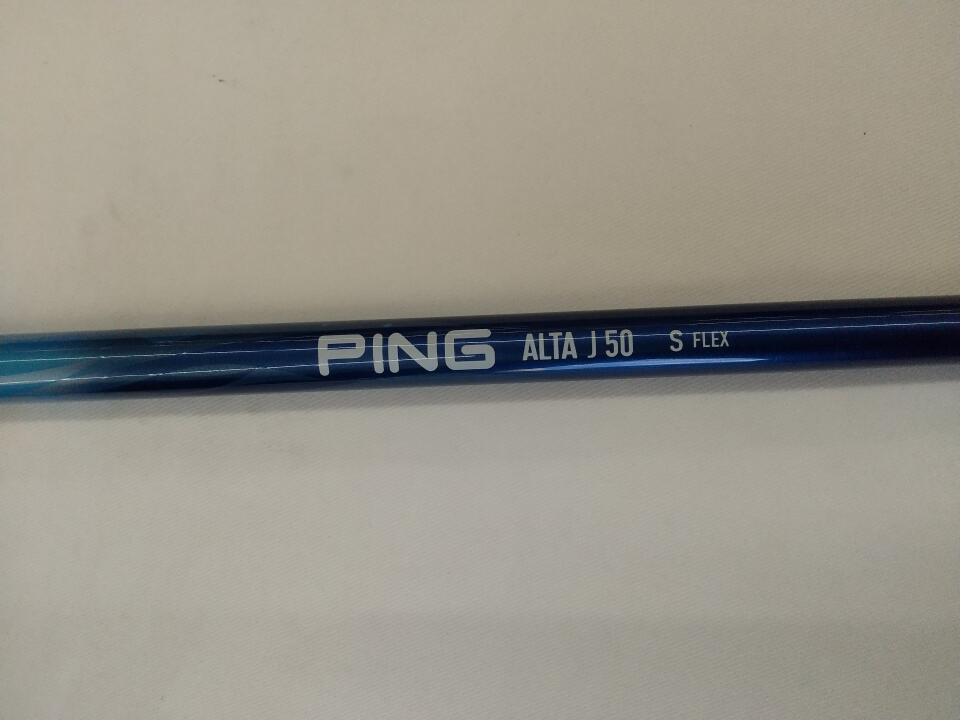 PING ALTA J 50 S FLEX